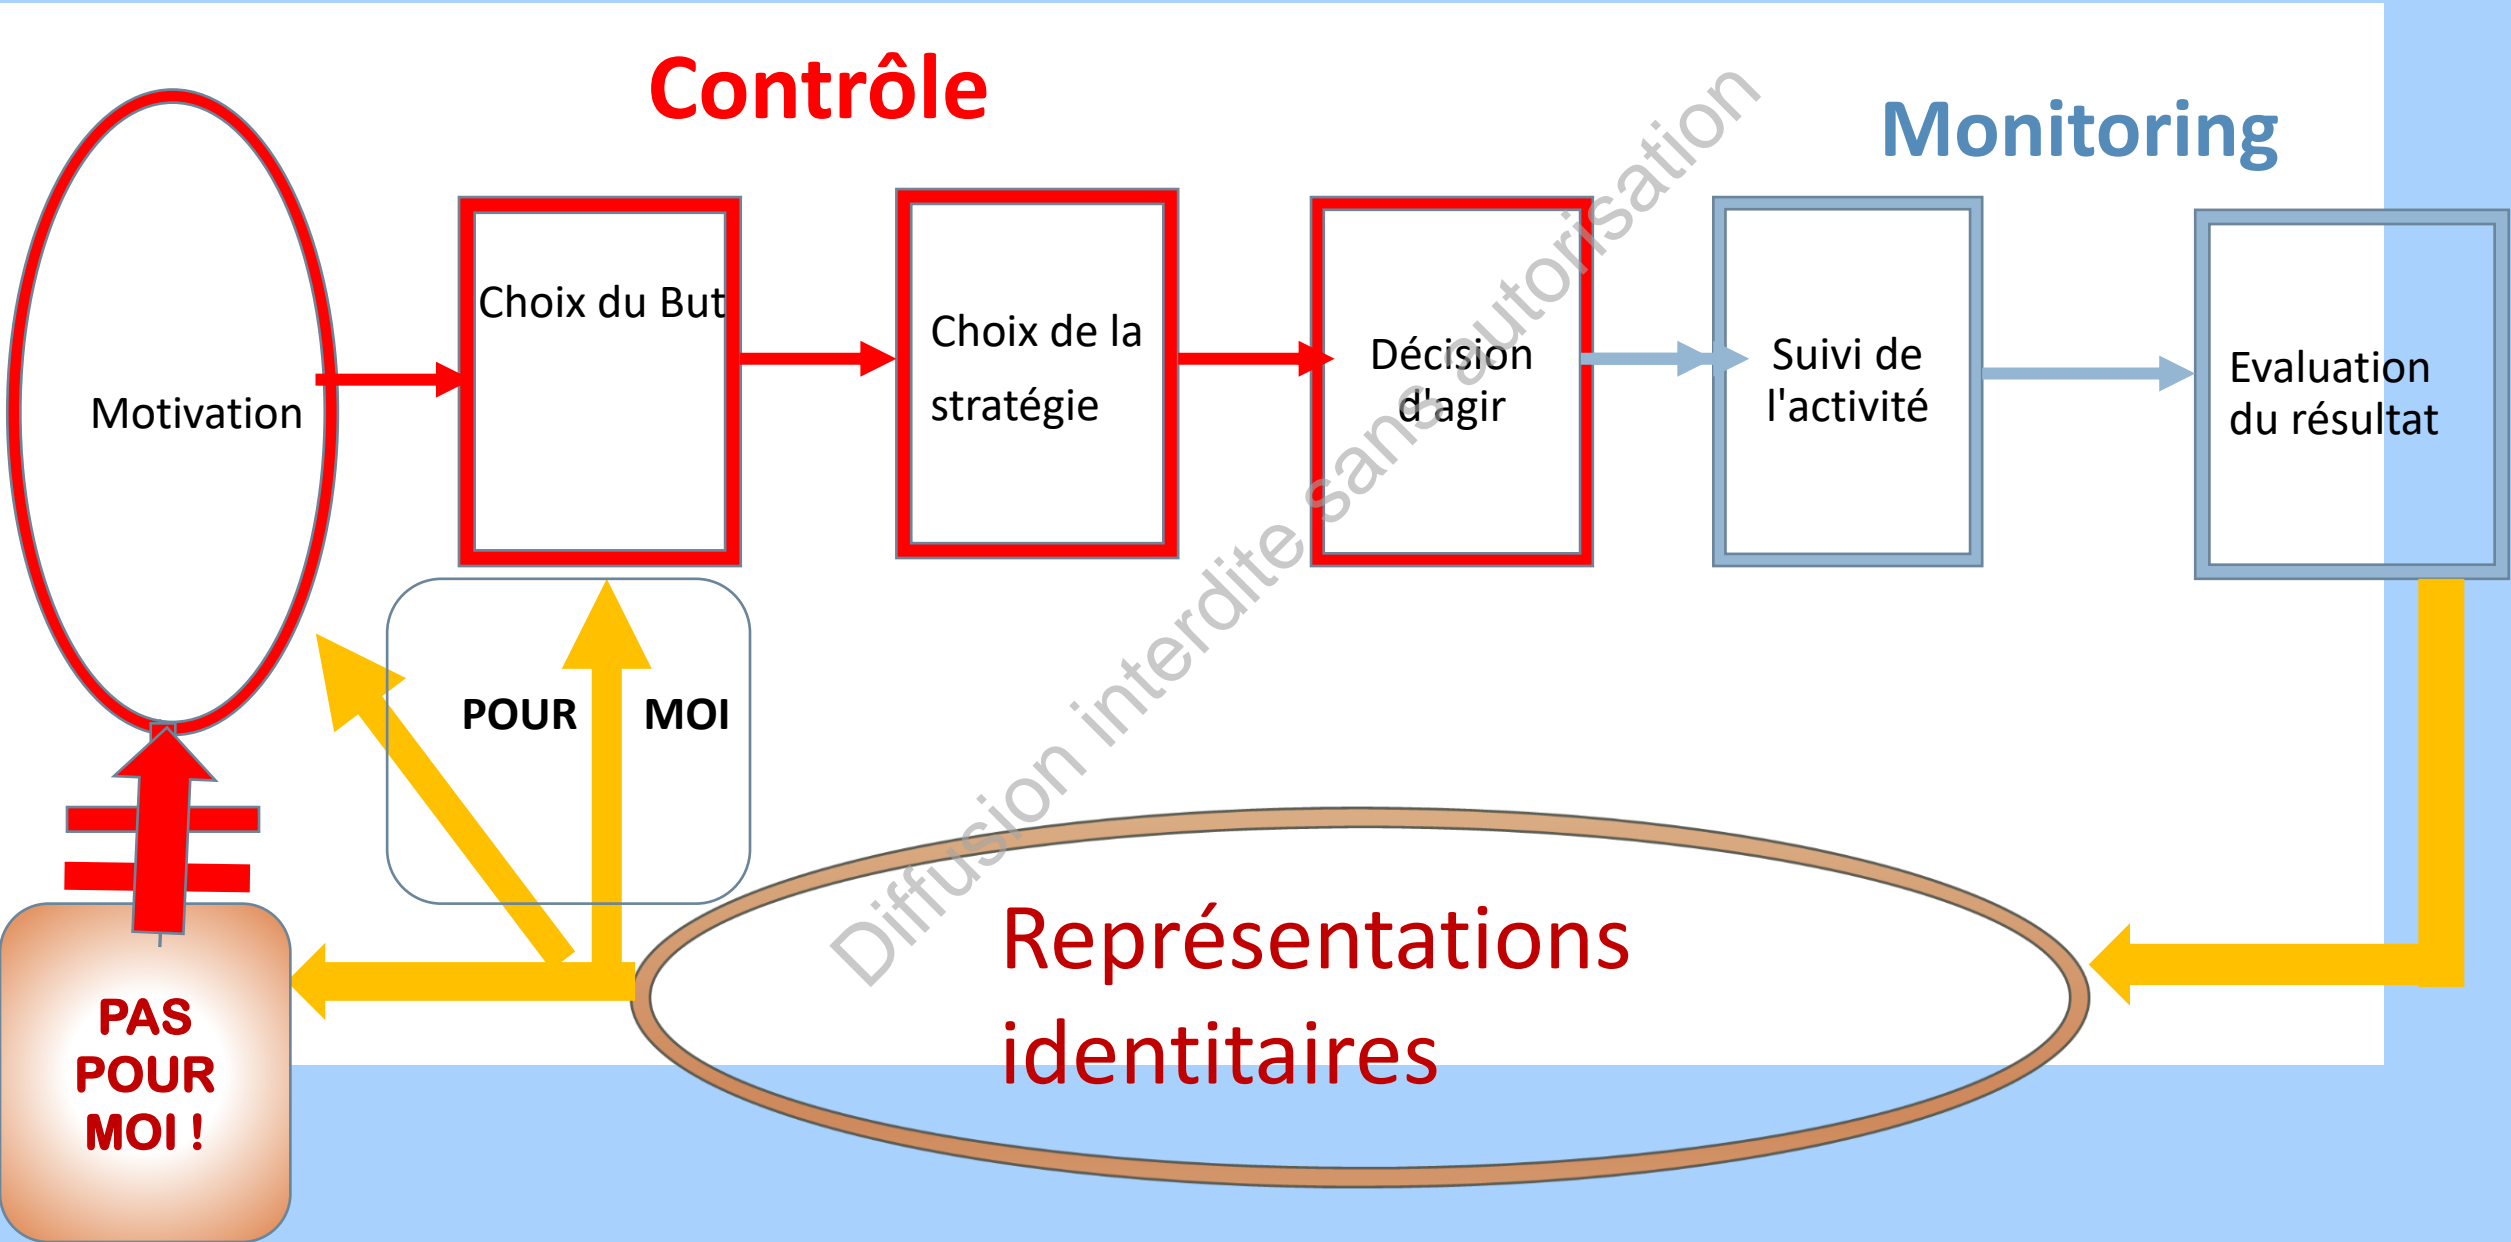 Contrôle
Monitoring
Motivation
Choix du But
Choix de la
stratégie
Décision
d'agir
Suivi de
l'activité
Evaluation
du résultat
POUR MOI
PAS
POUR
MOI !
Représentations
identitaires
Diffusion interdite sans autorisation